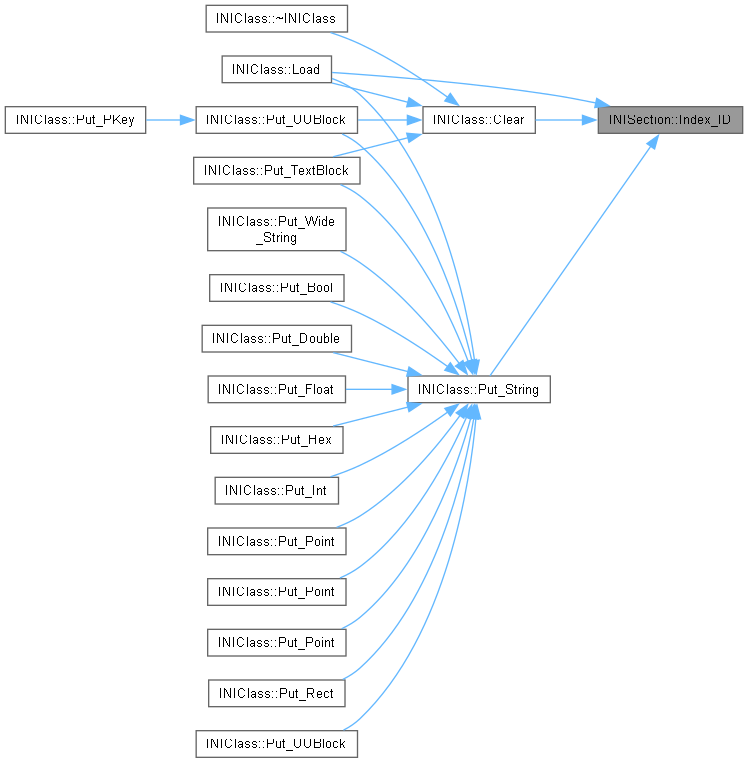 INIClass::~INIClass
INIClass::Load
INIClass::Put_PKey
INIClass::Put_UUBlock
INIClass::Clear
INISection::Index_ID
INIClass::Put_TextBlock
INIClass::Put_Wide
_String
INIClass::Put_Bool
INIClass::Put_Double
INIClass::Put_Float
INIClass::Put_String
INIClass::Put_Hex
INIClass::Put_Int
INIClass::Put_Point
INIClass::Put_Point
INIClass::Put_Point
INIClass::Put_Rect
INIClass::Put_UUBlock